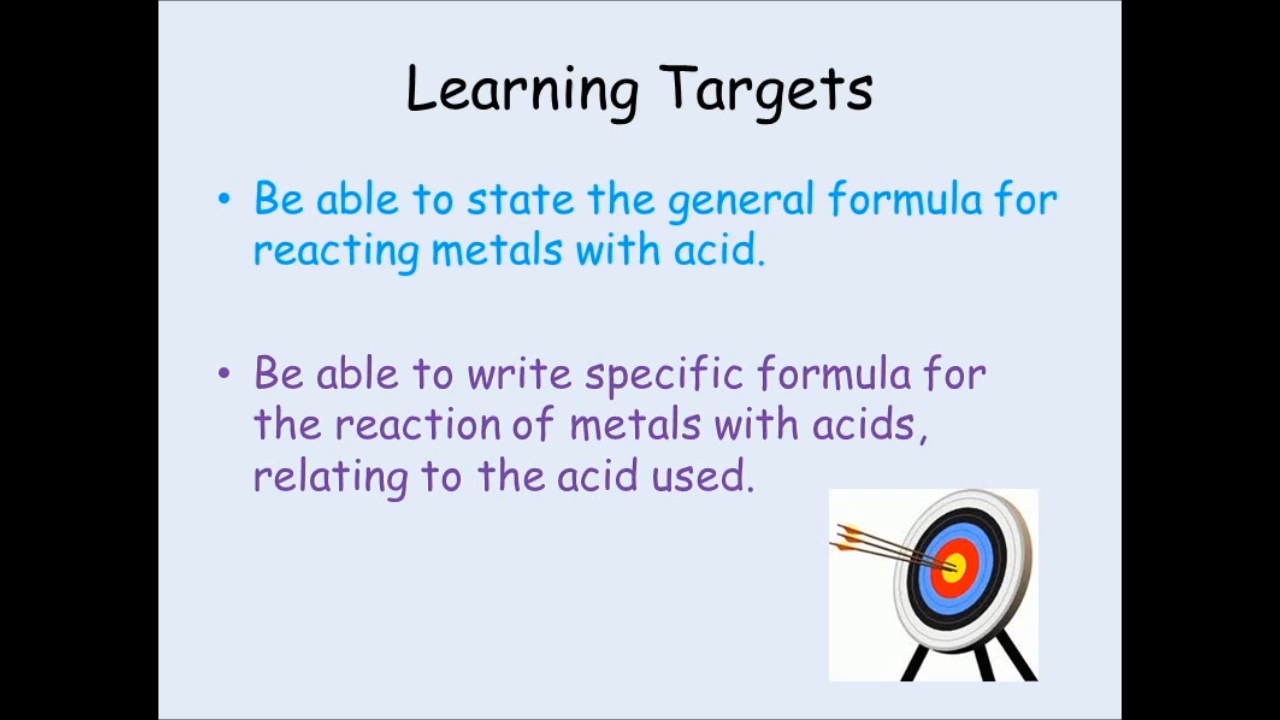 Learning Targets
• Be able to state the general formula for
reacting metals with acid.
• Be able to write specific formula for
the reaction of metals with acids,
relating to the acid used.